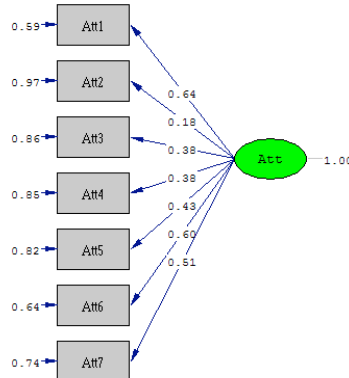 0.59 Att1
0.64
0.97 Att2
0.18
0.86 Att3
0.38
Att 1.00
0.85 Att4
0.38
0.43
0.82 Att5
0.60
0.51
0.64 Att6
0.74 Att7